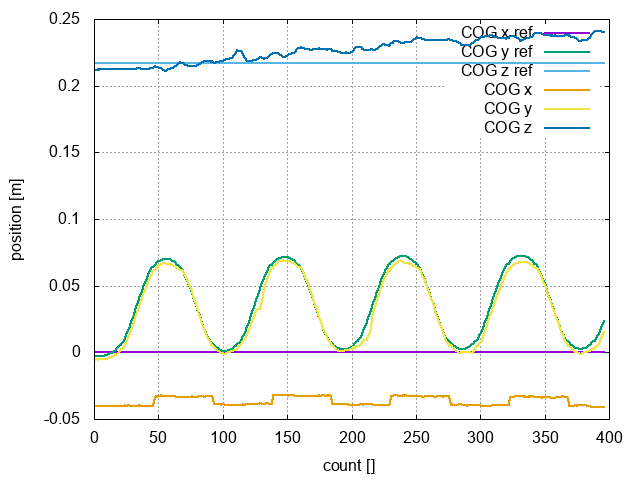 0.25
0.2
0.15
0.1
0.05
0
-0.05
position [m]
COG x ref
COG y ref
COG z ref
COG x
COG y
COG z
0 50 100 150 200 250 300 350 400
count []